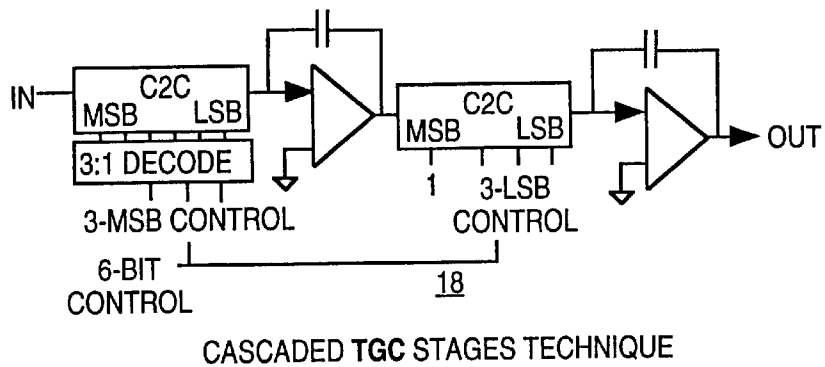 IN
C2C
MSB LSB
3:1 DECODE
3-MSB CONTROL
6-BIT
CONTROL
C2C
MSB LSB
1
3-LSB
CONTROL
OUT
18
CASCADED TGC STAGES TECHNIQUE